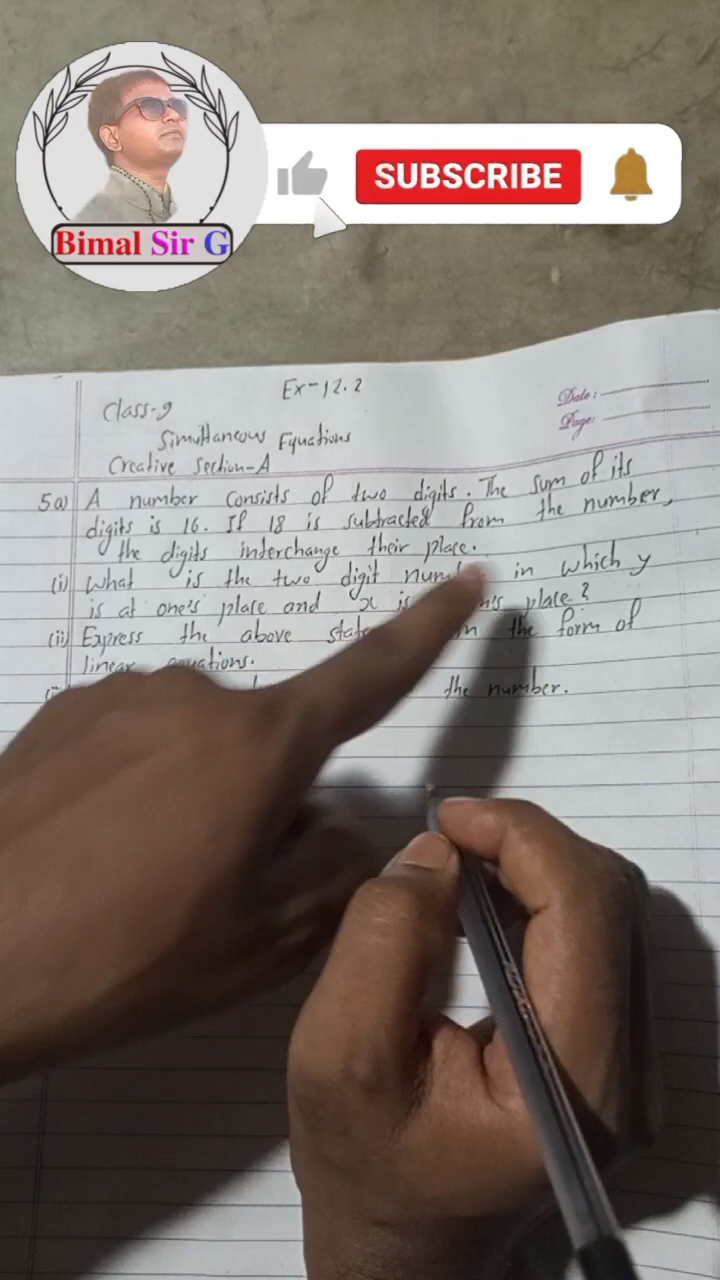 SUBSCRIBE
Bimal Sir G
Ex-12.2
Date:
Page:
Class-9
Simultaneous Equations
Creative Section-A
5a) A number consists of two digits. The sum of its
digits is 16. If 18 is subtracted from the number,
the digits interchange their place.
(i) What is the two digit in which y
is at one's place and x is place?
(ii) Express the above in the form of
linear equations.
the number.